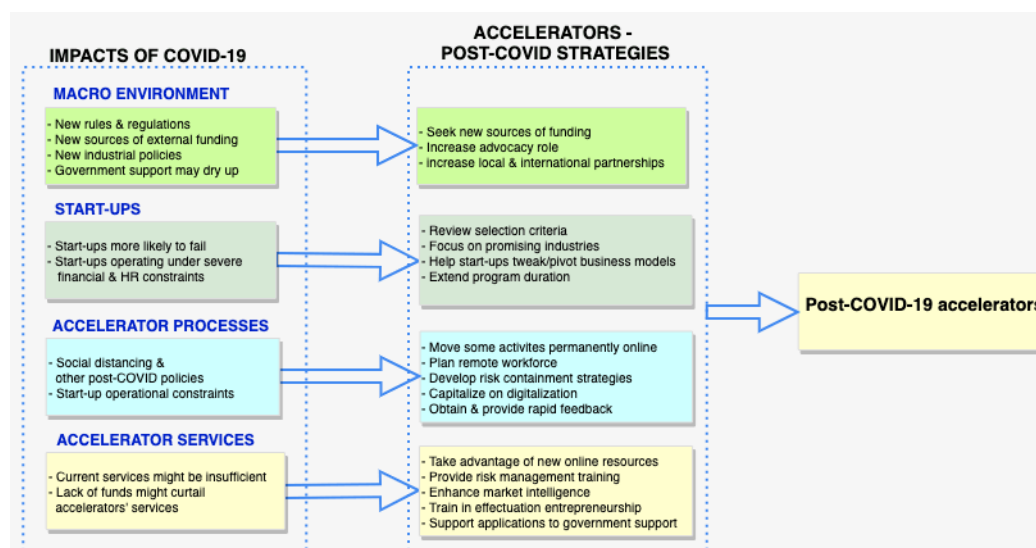 IMPACTS OF COVID-19
MACRO ENVIRONMENT
- New rules & regulations
- New sources of external funding
- New industrial policies
- Government support may dry up
START-UPS
- Start-ups more likely to fail
- Start-ups operating under severe
financial & HR constraints
ACCELERATOR PROCESSES
- Social distancing &
other post-COVID policies
- Start-up operational constraints
ACCELERATOR SERVICES
- Current services might be insufficient
- Lack of funds might curtail
accelerators' services
ACCELERATORS -
POST-COVID STRATEGIES
- Seek new sources of funding
- Increase advocacy role
- increase local & international partnerships
- Review selection criteria
- Focus on promising industries
- Help start-ups tweak/pivot business models
- Extend program duration
- Move some activites permanently online
- Plan remote workforce
- Develop risk containment strategies
- Capitalize on digitalization
- Obtain & provide rapid feedback
- Take advantage of new online resources
- Provide risk management training
- Enhance market intelligence
- Train in effectuation entrepreneurship
- Support applications to government support
Post-COVID-19 accelerators